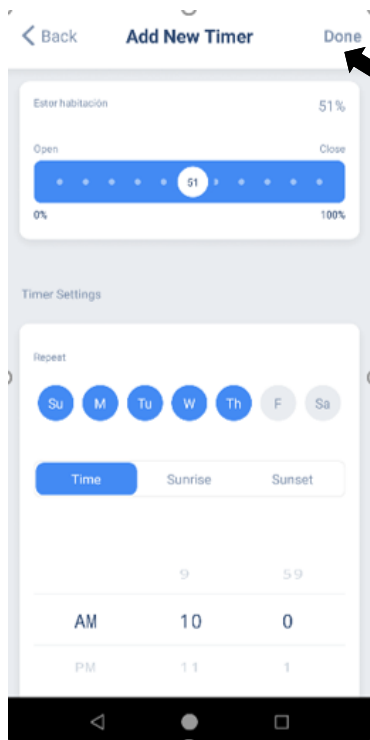 Back Add New Timer Done
Estor habitación 51%
Open Close
51
0% 100%
Timer Settings
Repeat
Su M Tu W Th F Sa
Time Sunrise Sunset
9 59
AM 10 0
PM 11 1